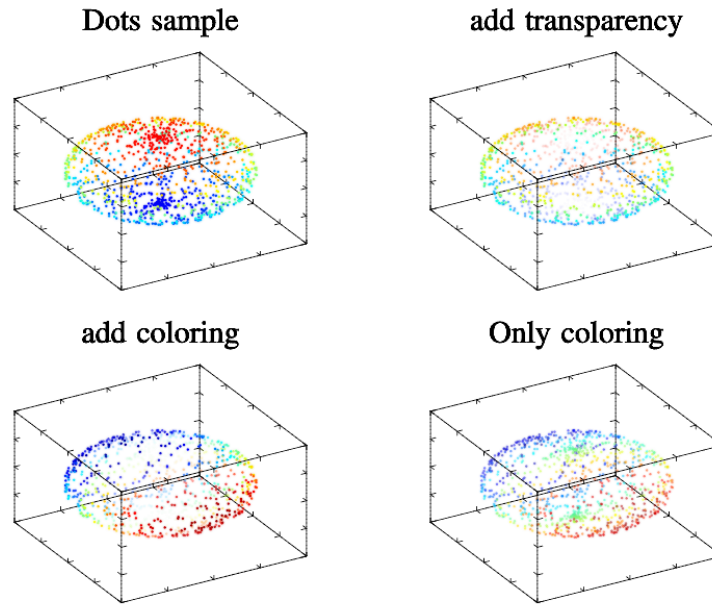 Dots sample
add transparency
add coloring
Only coloring